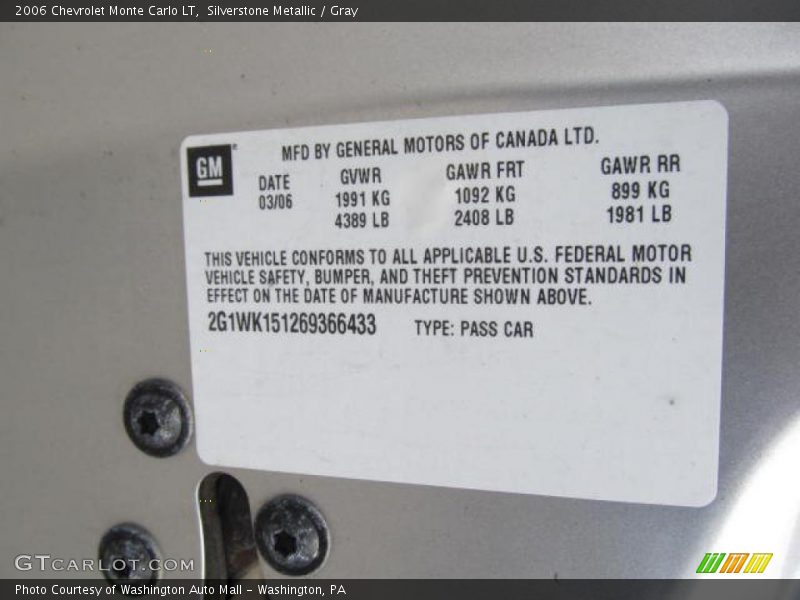 2006 Chevrolet Monte Carlo LT, Silverstone Metallic / Gray
GM
MFD BY GENERAL MOTORS OF CANADA LTD.
DATE GVWR GAWR FRT GAWR RR
03/06 1991 KG 1092 KG 899 KG
4389 LB 2408 LB 1981 LB
THIS VEHICLE CONFORMS TO ALL APPLICABLE U.S. FEDERAL MOTOR
VEHICLE SAFETY, BUMPER, AND THEFT PREVENTION STANDARDS IN
EFFECT ON THE DATE OF MANUFACTURE SHOWN ABOVE.
2G1WK151269366433 TYPE: PASS CAR
GTCARLOT.COM
Photo Courtesy of Washington Auto Mall - Washington, PA